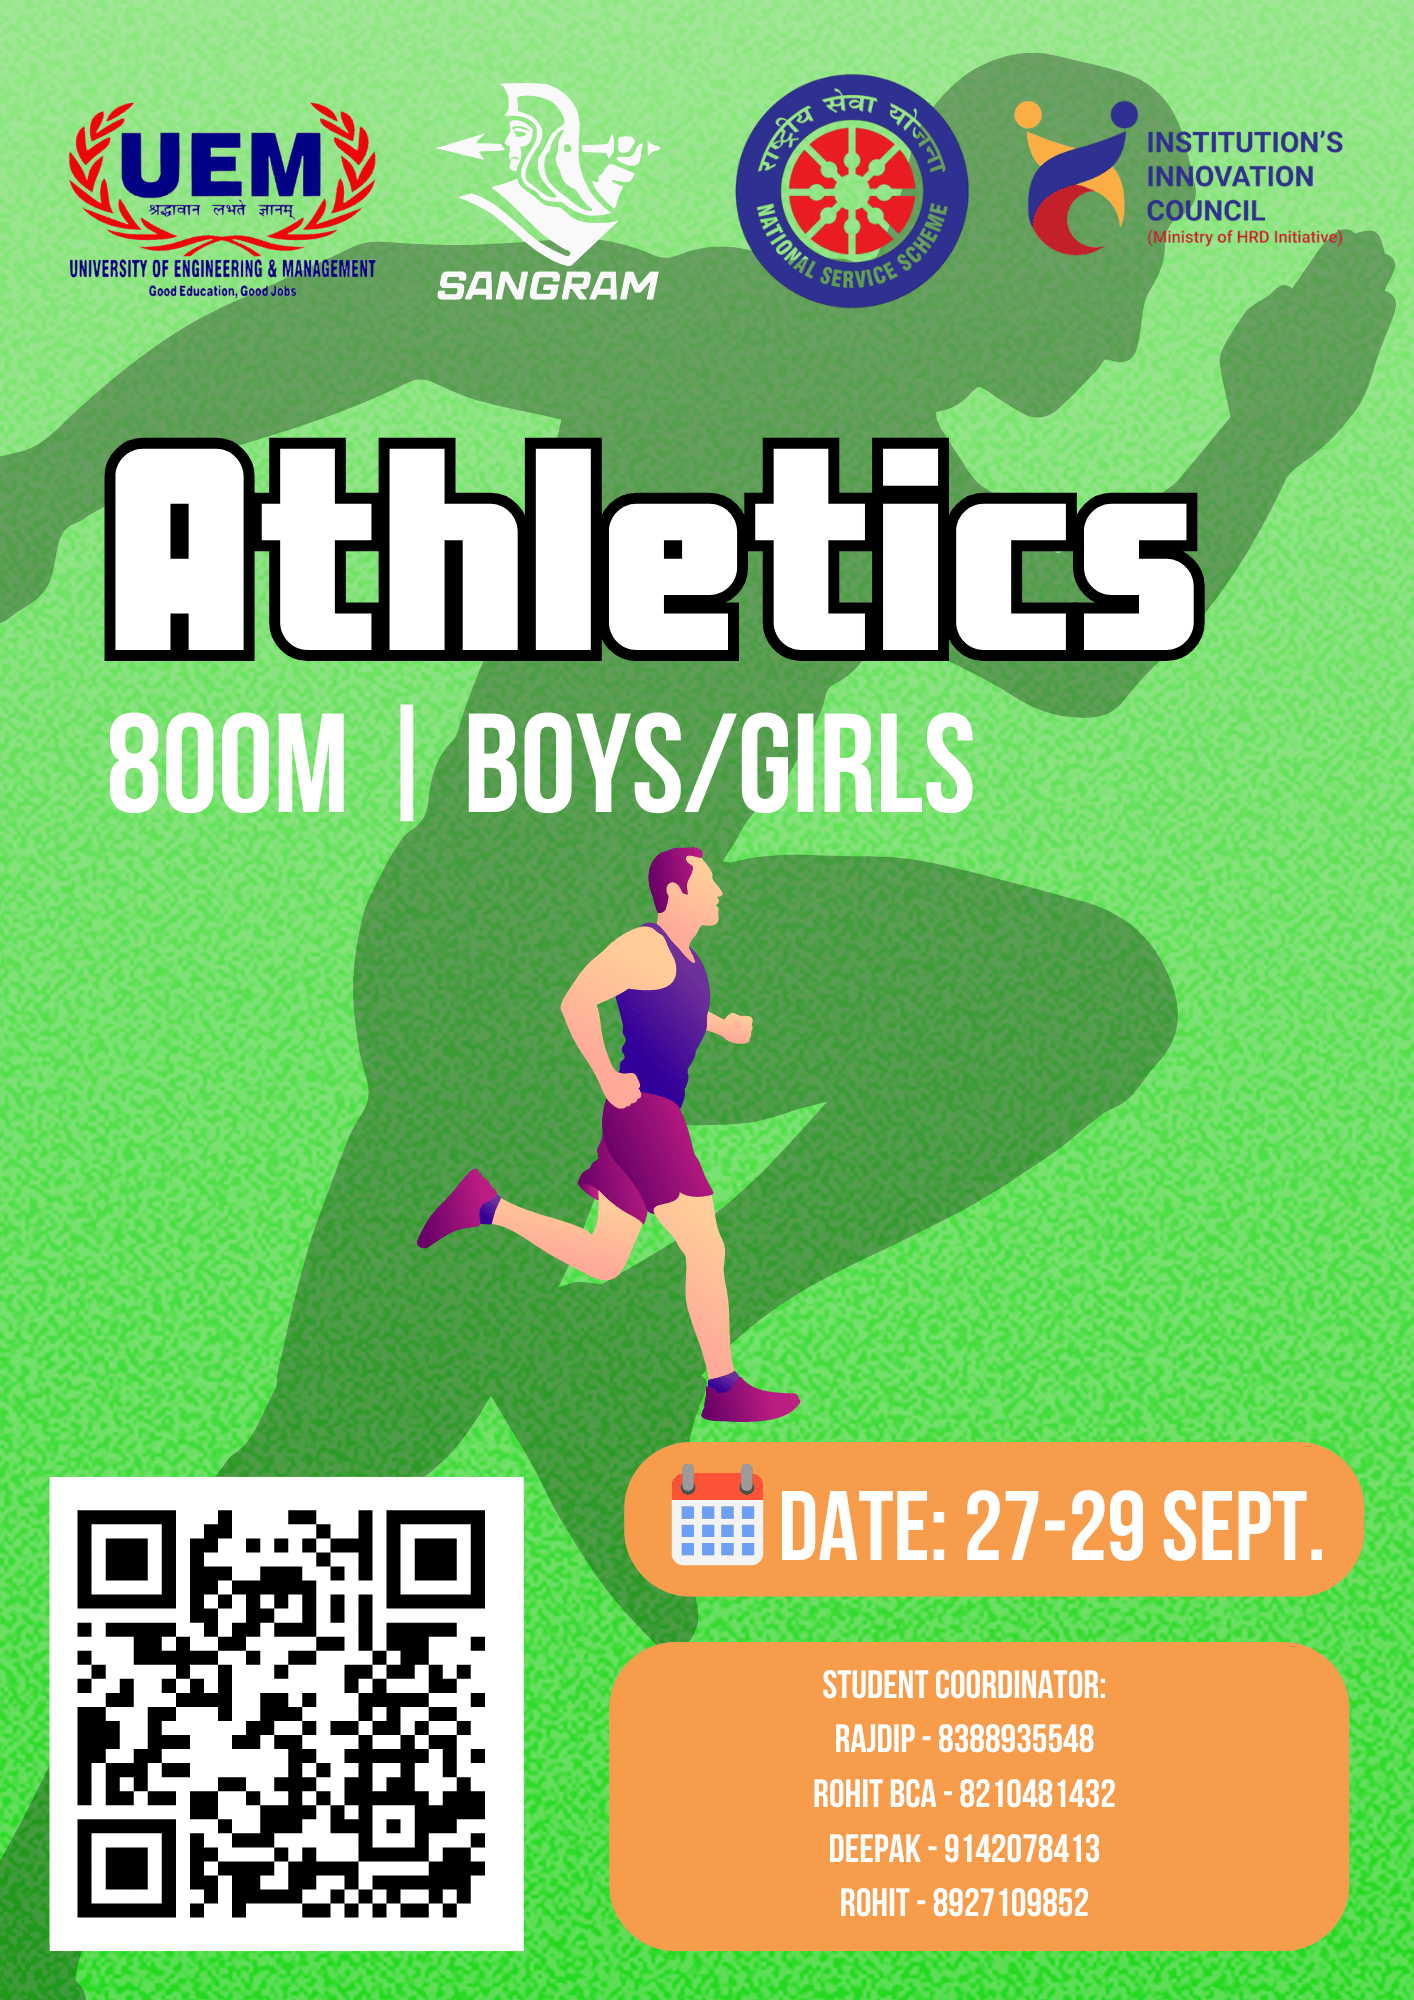 UEM
श्रद्धावान लभते ज्ञानम्
UNIVERSITY OF ENGINEERING & MANAGEMENT
Good Education, Good Jobs
SANGRAM
राष्ट्रीय सेवा योजना
NATIONAL SERVICE SCHEME
INSTITUTION'S
INNOVATION
COUNCIL
(Ministry of HRD Initiative)
Athletics
800M | BOYS/GIRLS
DATE: 27-29 SEPT.
STUDENT COORDINATOR:
RAJDIP - 8388935548
ROHIT BCA - 8210481432
DEEPAK - 9142078413
ROHIT - 8927109852